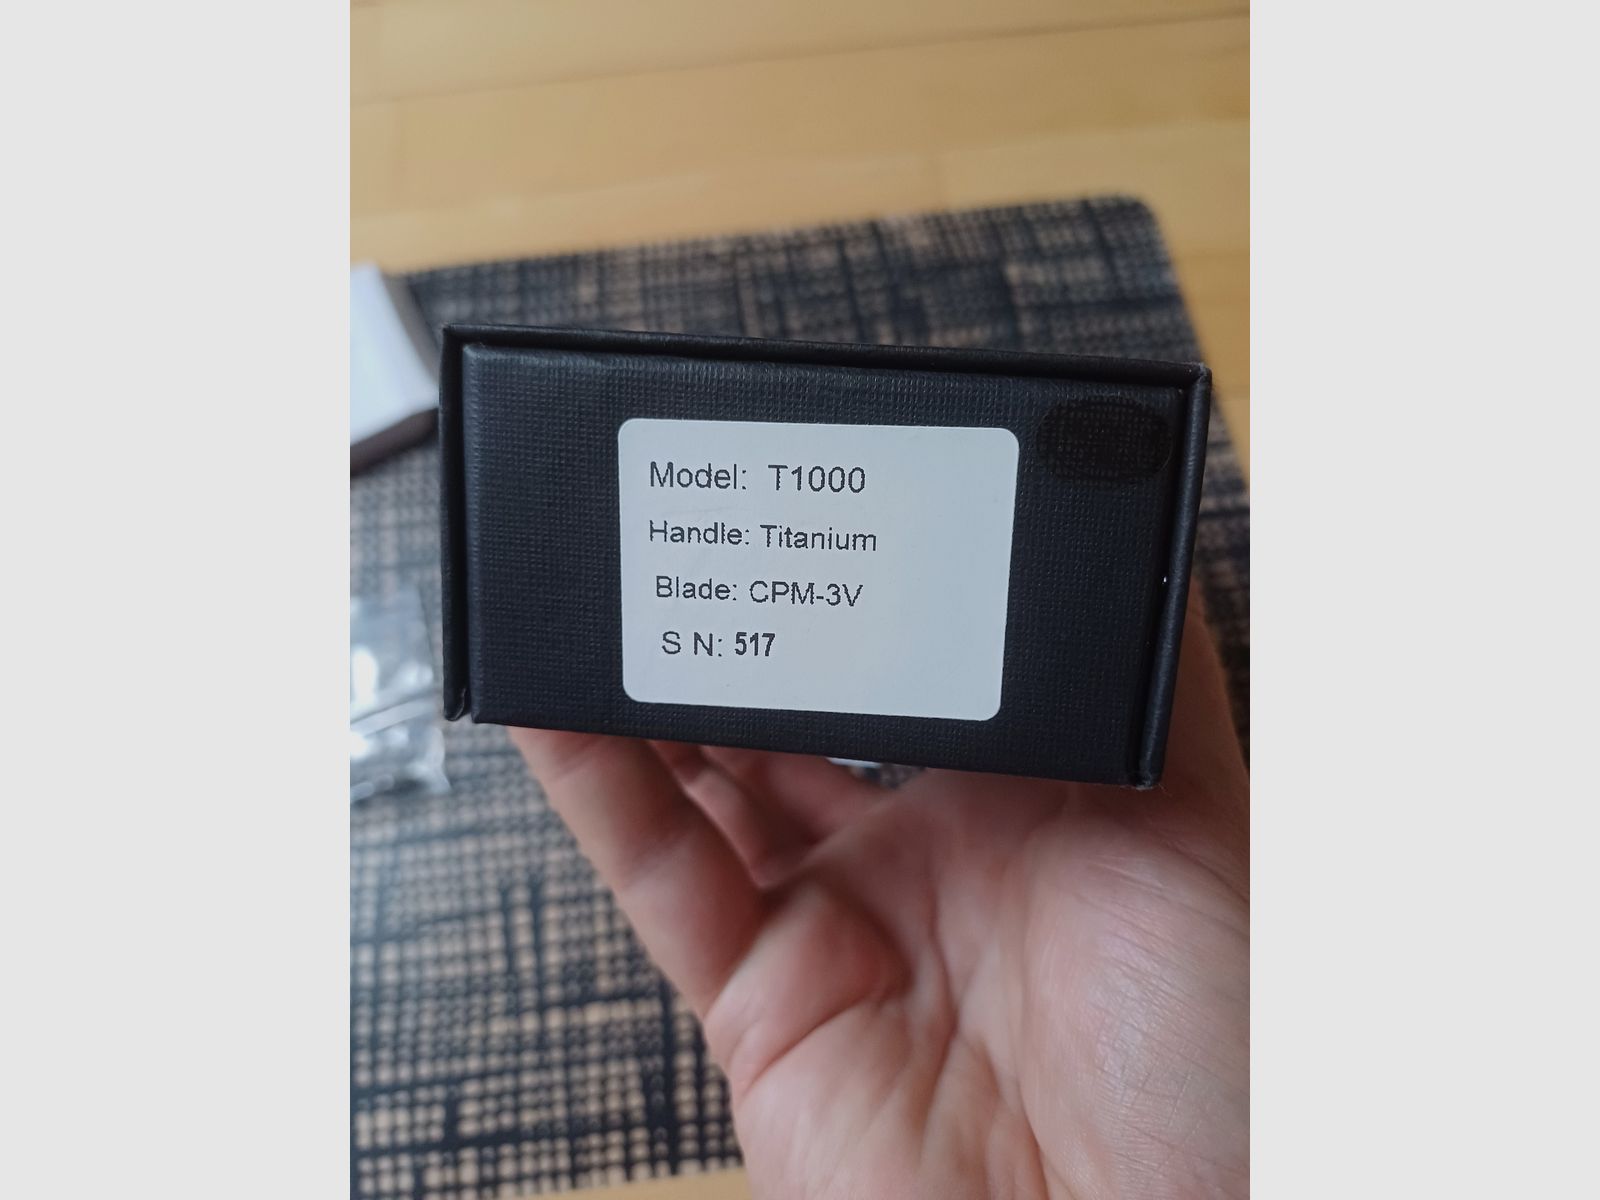 Model: T1000
Handle: Titanium
Blade: CPM-3V
S N: 517